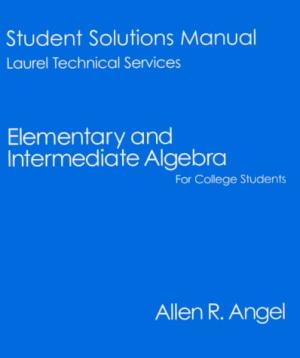 Student Solutions Manual
Laurel Technical Services
Elementary and
Intermediate Algebra
For College Students
Allen R. Angel